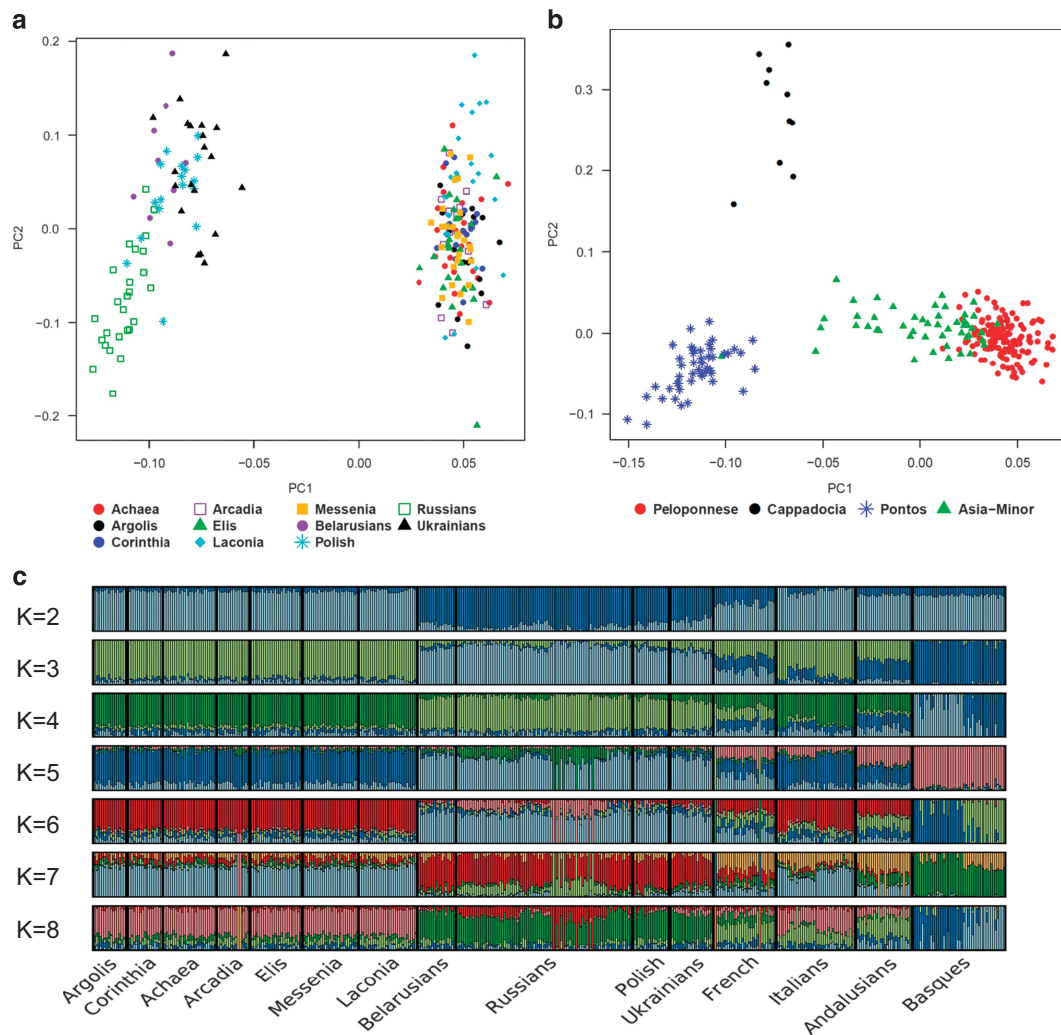 a
0.2
0.1
0.0
−0.1
−0.2
PC2
−0.10
−0.05
0.00
0.05
PC1
Achaea
Arcadia
Messenia
Russians
Argolis
Elis
Belarusians
Ukrainians
Corinthia
Laconia
Polish
b
0.3
0.2
0.1
0.0
−0.1
PC2
−0.15
−0.10
−0.05
0.00
0.05
PC1
Peloponnese
Cappadocia
Pontos
Asia−Minor
c
K=2
K=3
K=4
K=5
K=6
K=7
K=8
Argolis
Corinthia
Achaea
Arcadia
Elis
Messenia
Laconia
Belarusians
Russians
Polish
Ukrainians
French
Italians
Andalusians
Basques